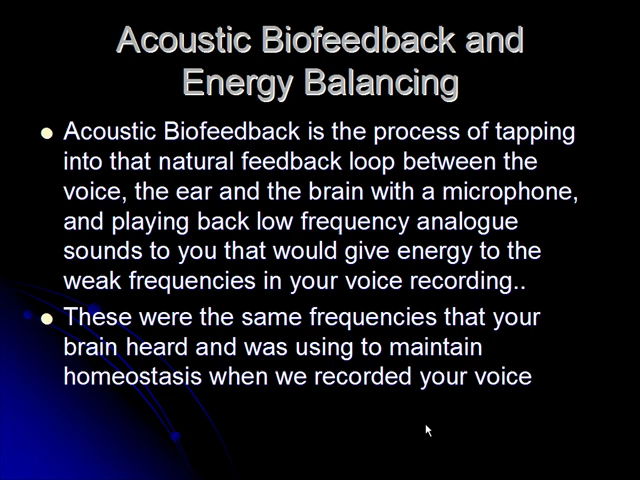 Acoustic Biofeedback and
Energy Balancing
Acoustic Biofeedback is the process of tapping
into that natural feedback loop between the
voice, the ear and the brain with a microphone,
and playing back low frequency analogue
sounds to you that would give energy to the
weak frequencies in your voice recording..
These were the same frequencies that your
brain heard and was using to maintain
homeostasis when we recorded your voice